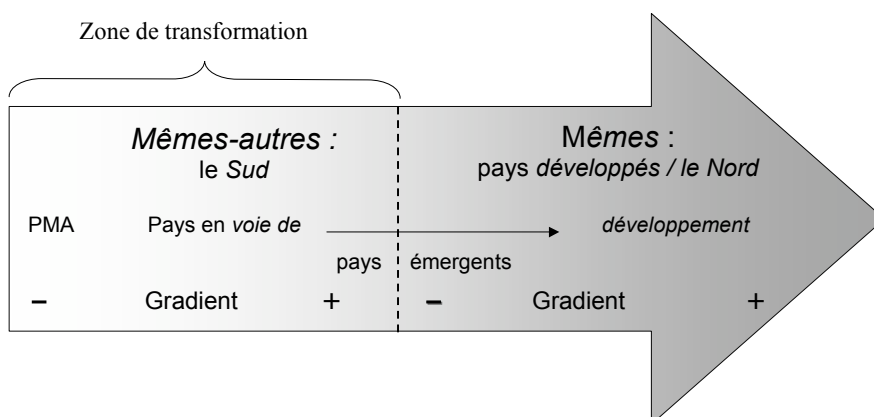 Zone de transformation
Mêmes-autres :
le Sud
Mêmes :
pays développés / le Nord
PMA Pays en voie de développement
pays émergents
– Gradient + – Gradient +